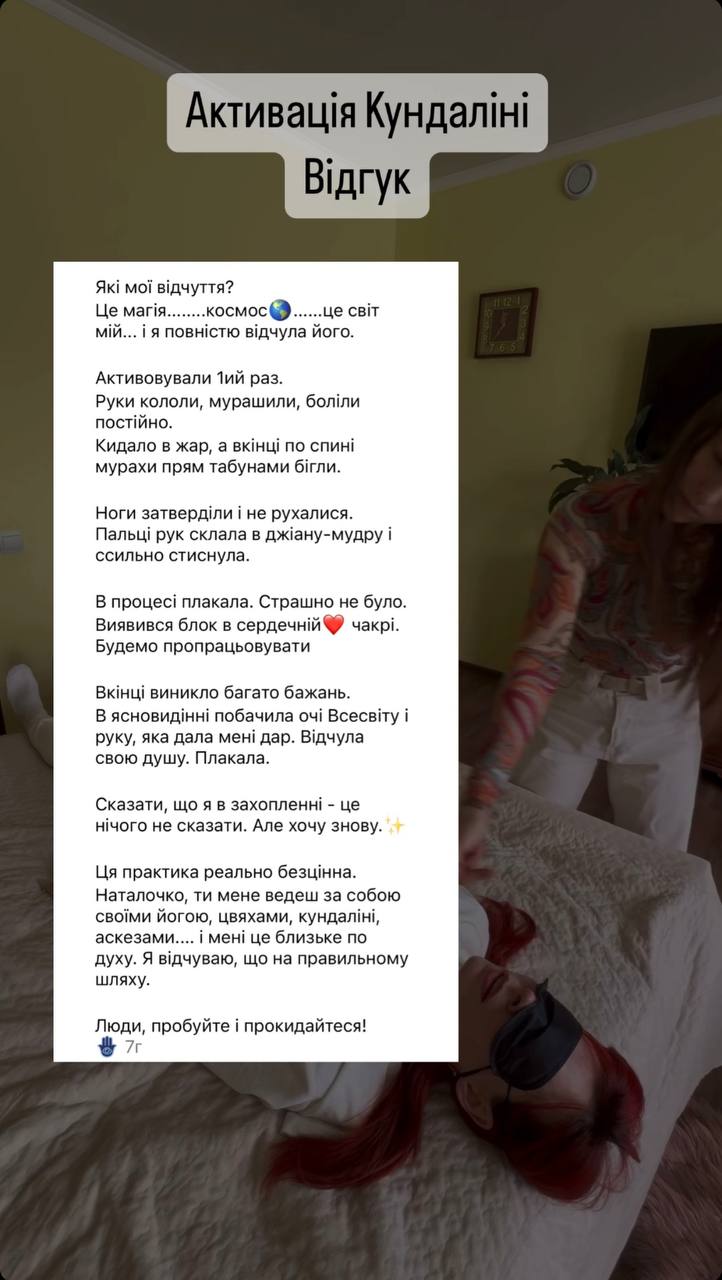 Активація Кундаліні
Відгук
Які мої відчуття?
Це магія........космос🌎......це світ
мій... і я повністю відчула його.
Активовували 1ий раз.
Руки кололи, мурашили, боліли
постійно.
Кидало в жар, а вкінці по спині
мурахи прям табунами бігли.
Ноги затверділи і не рухалися.
Пальці рук склала в джіану-мудру і
ссильно стиснула.
В процесі плакала. Страшно не було.
Виявився блок в сердечній❤️ чакрі.
Будемо пропрацьовувати
Вкінці виникло багато бажань.
В ясновидінні побачила очі Всесвіту і
руку, яка дала мені дар. Відчула
свою душу. Плакала.
Сказати, що я в захопленні - це
нічого не сказати. Але хочу знову.✨
Ця практика реально безцінна.
Наталочко, ти мене ведеш за собою
своїми йогою, цвяхами, кундаліні,
аскезами.... і мені це близьке по
духу. Я відчуваю, що на правильному
шляху.
Люди, пробуйте і прокидайтеся!
🪬 7г